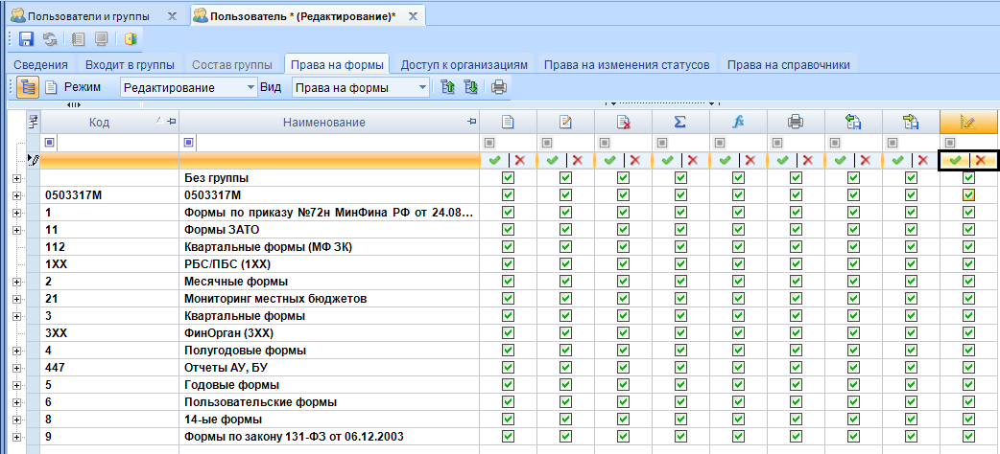 Пользователи и группы
Пользователь * (Редактирование)*
Сведения Входит в группы Состав группы Права на формы Доступ к организациям Права на изменения статусов Права на справочники
Режим Редактирование Вид Права на формы
Код Наименование
Без группы
0503317М 0503317М
1 Формы по приказу №72н МинФина РФ от 24.08...
11 Формы ЗАТО
112 Квартальные формы (МФ ЗК)
1XX РБС/ПБС (1XX)
2 Месячные формы
21 Мониторинг местных бюджетов
3 Квартальные формы
3XX ФинОрган (3XX)
4 Полугодовые формы
447 Отчеты АУ, БУ
5 Годовые формы
6 Пользовательские формы
8 14-ые формы
9 Формы по закону 131-ФЗ от 06.12.2003